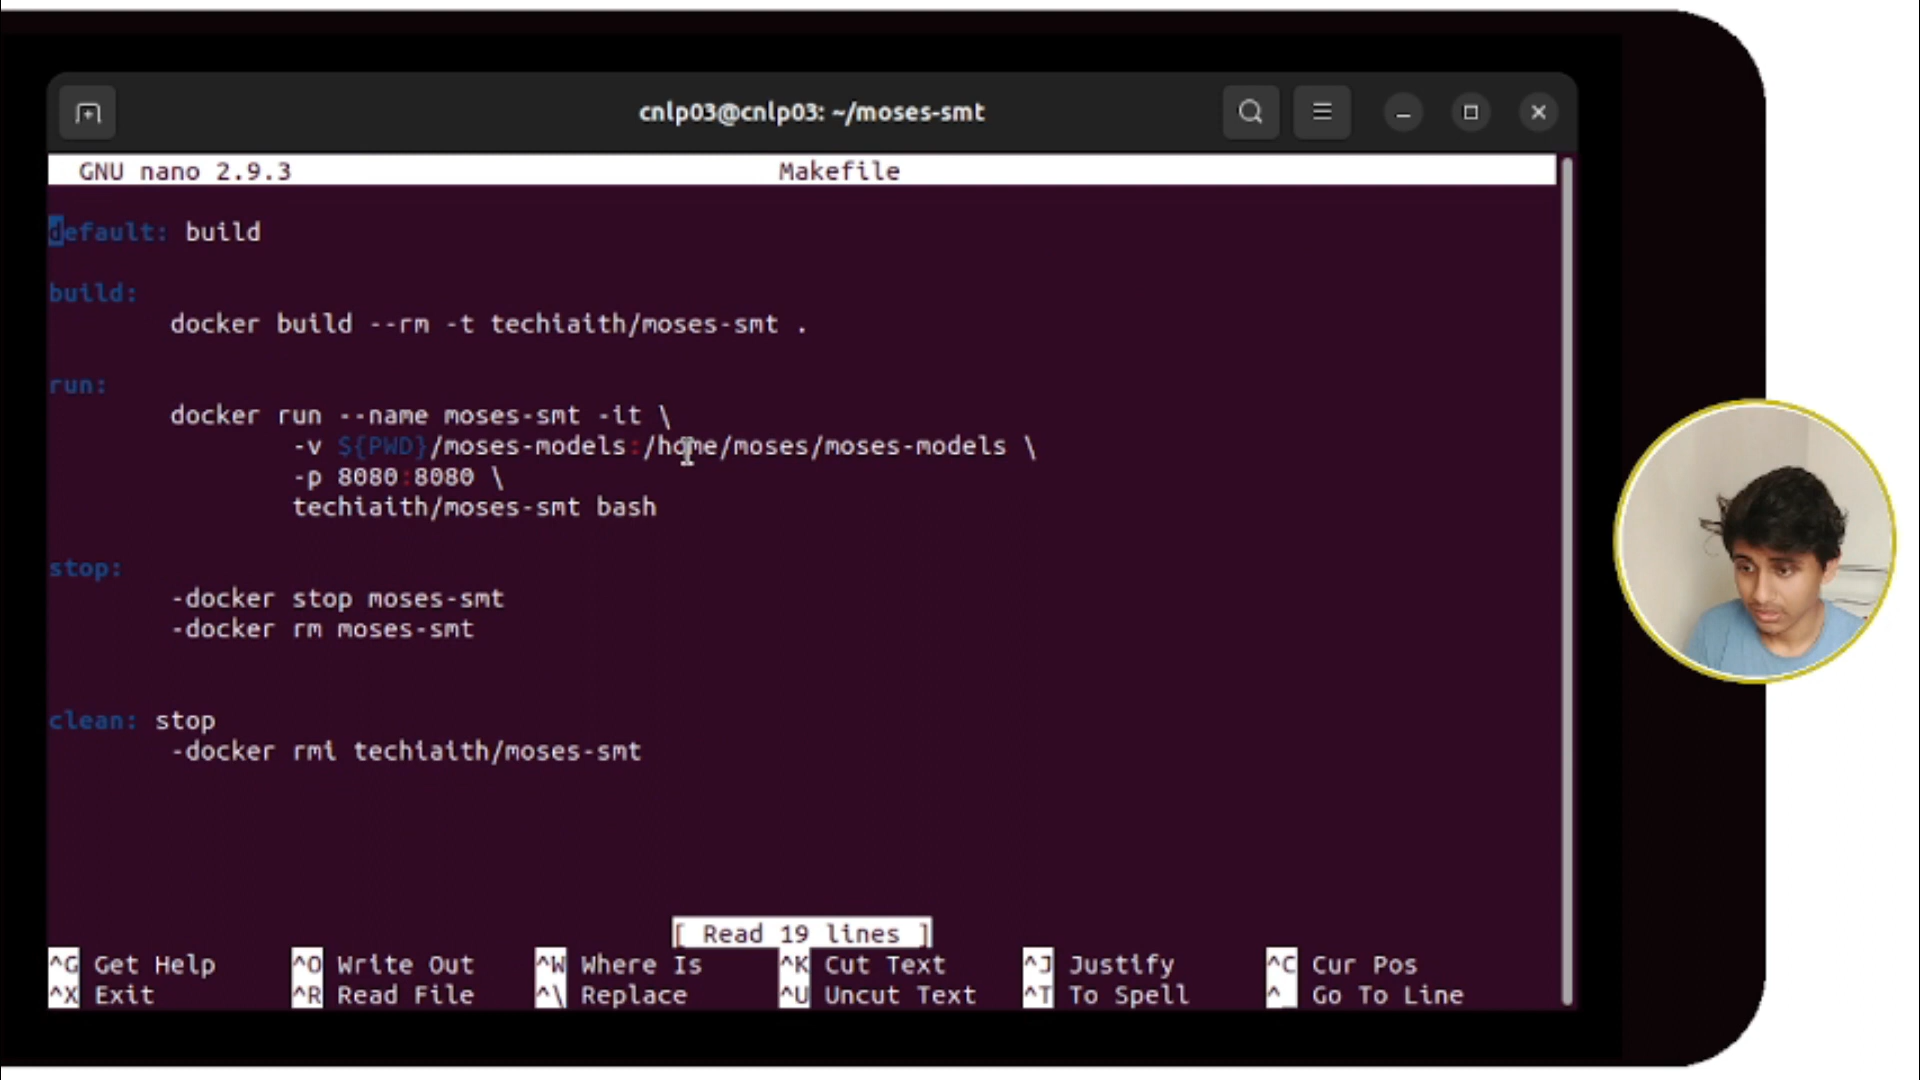 cnlp03@cnlp03: ~/moses-smt
GNU nano 2.9.3 Makefile
default: build
build:
docker build --rm -t techiaith/moses-smt .
run:
docker run --name moses-smt -it \
-v ${PWD}/moses-models:/home/moses/moses-models \
-p 8080:8080 \
techiaith/moses-smt bash
stop:
-docker stop moses-smt
-docker rm moses-smt
clean: stop
-docker rmi techiaith/moses-smt
[ Read 19 lines ]
^G Get Help ^O Write Out ^W Where Is ^K Cut Text ^J Justify ^C Cur Pos
^X Exit ^R Read File ^\ Replace ^U Uncut Text ^T To Spell ^_ Go To Line